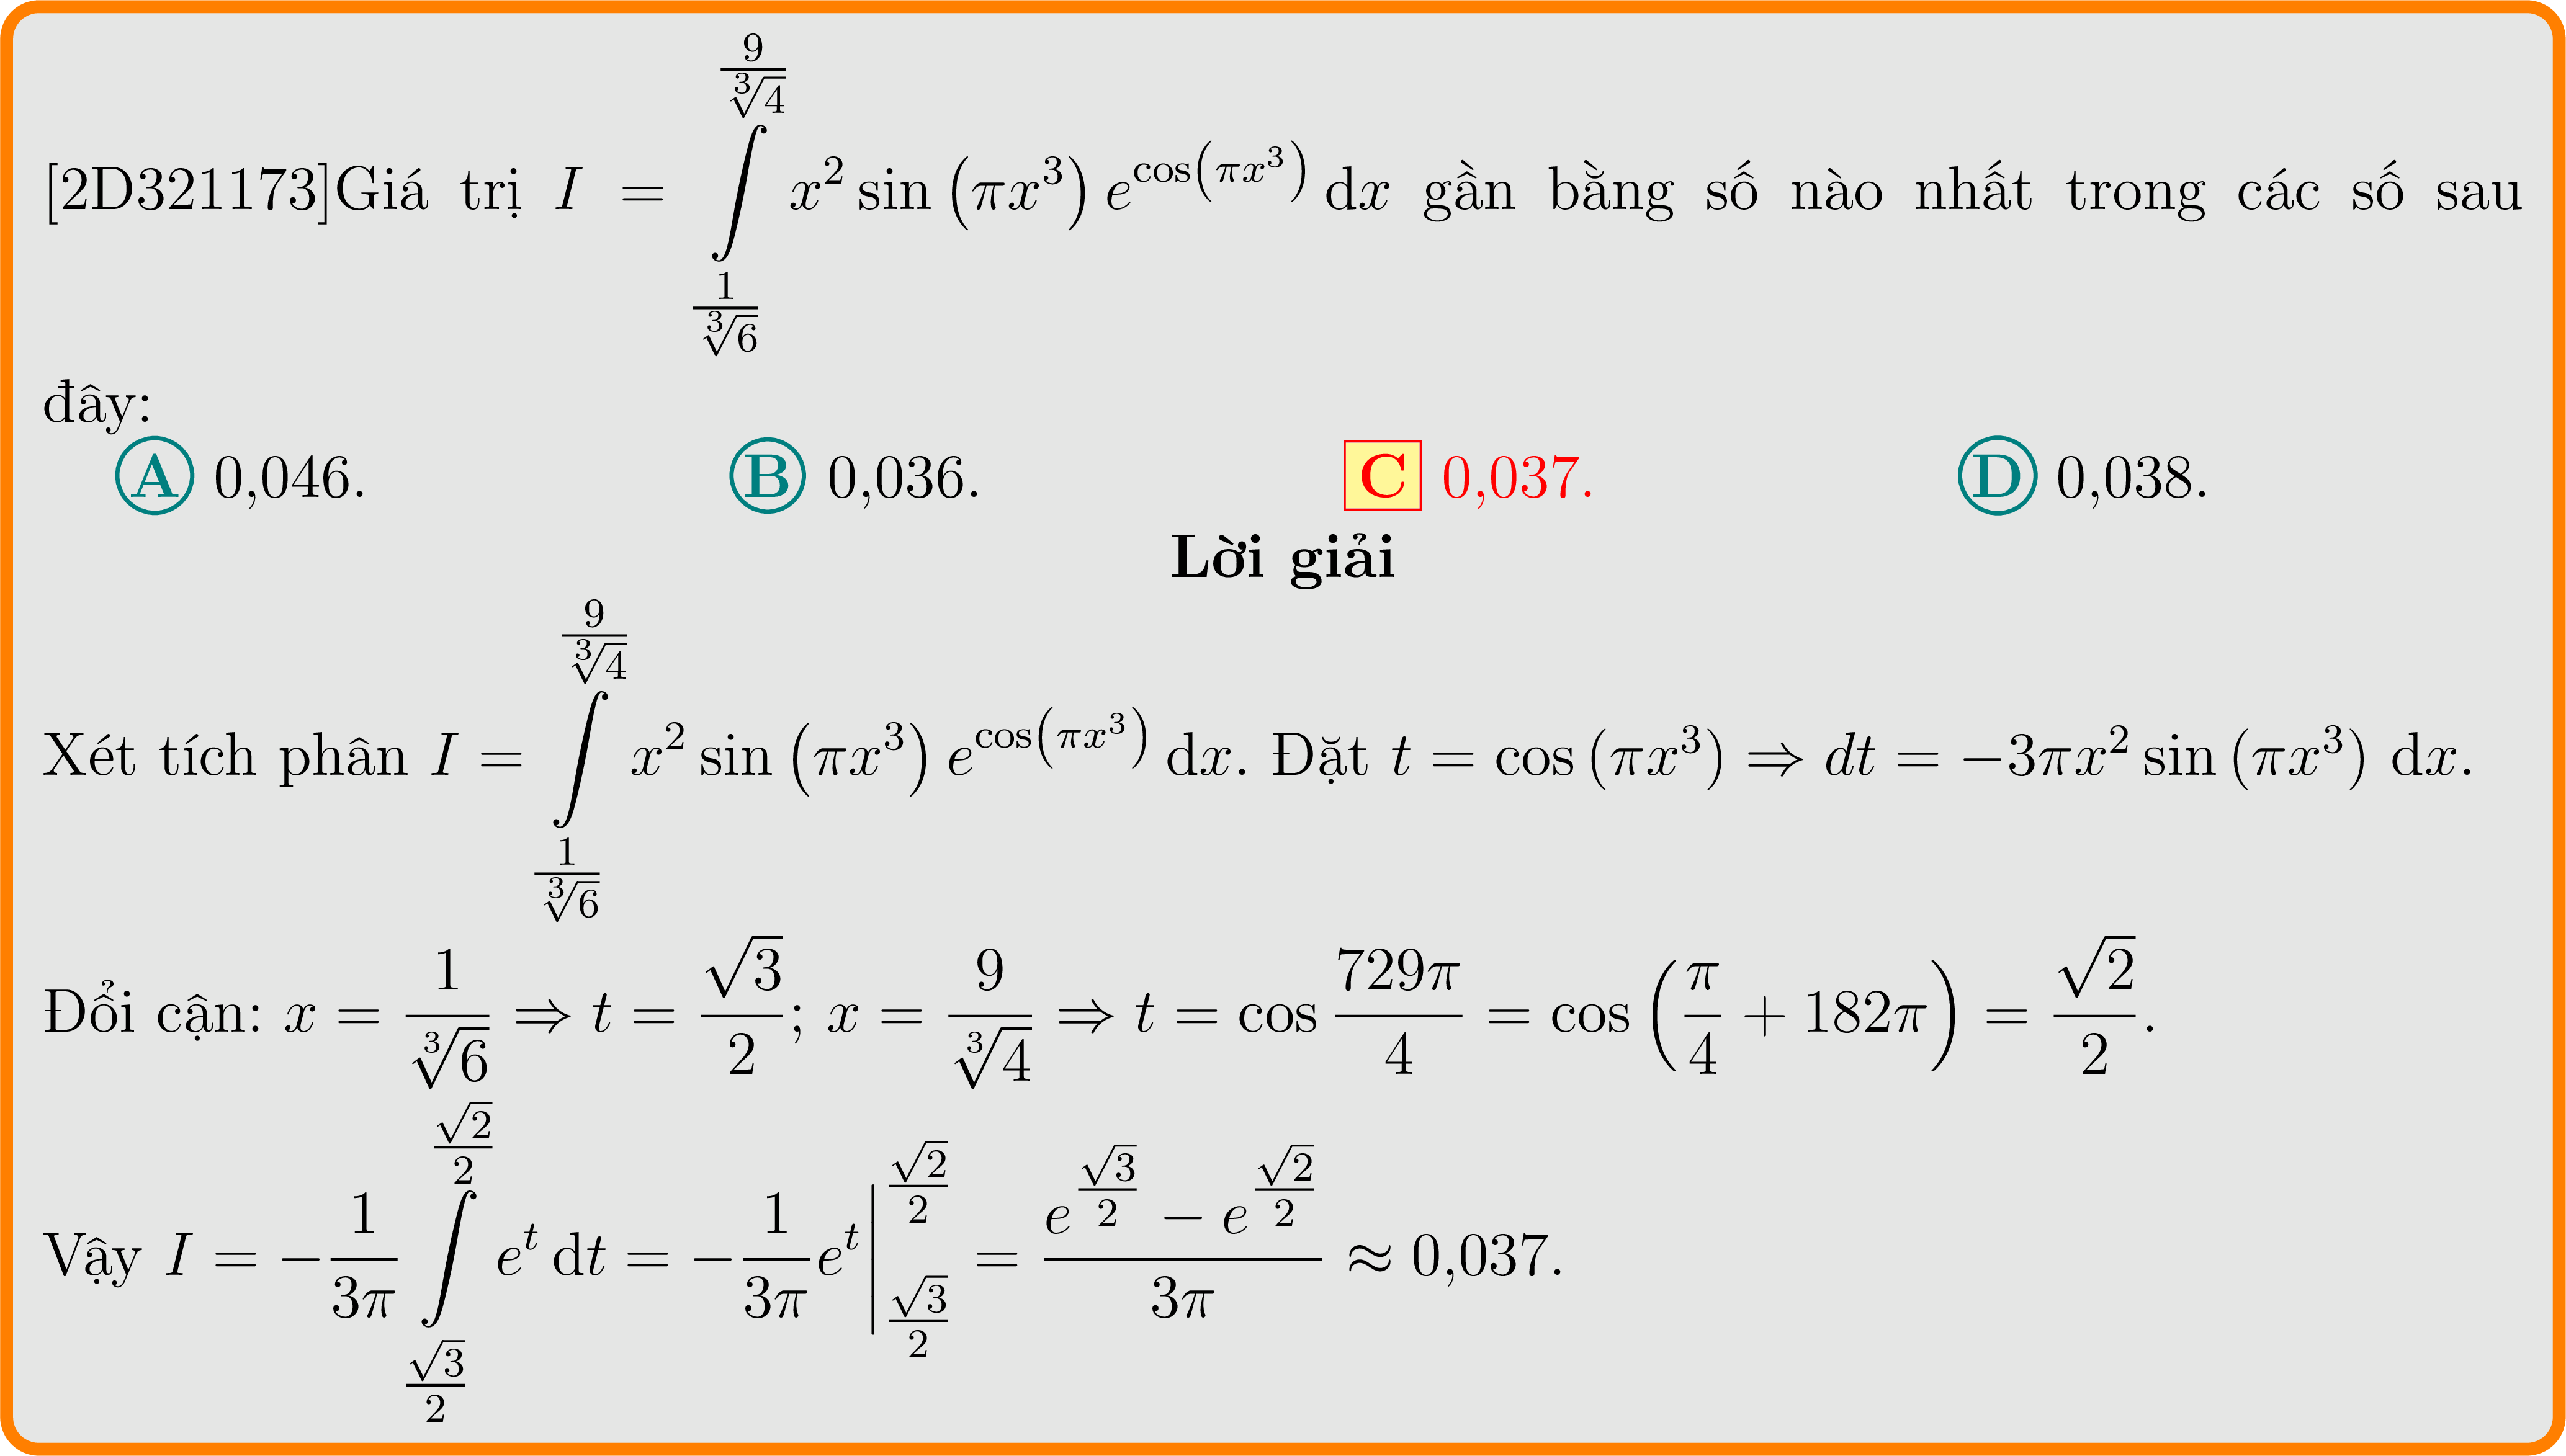 [2D321173]Giá trị $I = \int\limits_{\frac{1}{\sqrt[3]{6}}}^{\frac{9}{\sqrt[3]{4}}} x^2 \sin\left(\pi x^3\right) e^{\cos\left(\pi x^3\right)} \mathrm{d}x$ gần bằng số nào nhất trong các số sau
đây:
A 0,046. B 0,036. C 0,037. D 0,038.
Lời giải
Xét tích phân $I = \int\limits_{\frac{1}{\sqrt[3]{6}}}^{\frac{9}{\sqrt[3]{4}}} x^2 \sin\left(\pi x^3\right) e^{\cos\left(\pi x^3\right)} \mathrm{d}x$. Đặt $t = \cos\left(\pi x^3\right) \Rightarrow dt = -3\pi x^2 \sin\left(\pi x^3\right) \mathrm{d}x$.
Đổi cận: $x = \frac{1}{\sqrt[3]{6}} \Rightarrow t = \frac{\sqrt{3}}{2}$; $x = \frac{9}{\sqrt[3]{4}} \Rightarrow t = \cos\frac{729\pi}{4} = \cos\left(\frac{\pi}{4} + 182\pi\right) = \frac{\sqrt{2}}{2}$.
Vậy $I = -\frac{1}{3\pi} \int\limits_{\frac{\sqrt{3}}{2}}^{\frac{\sqrt{2}}{2}} e^t \mathrm{d}t = -\frac{1}{3\pi} e^t \Big|_{\frac{\sqrt{3}}{2}}^{\frac{\sqrt{2}}{2}} = \frac{e^{\frac{\sqrt{3}}{2}} - e^{\frac{\sqrt{2}}{2}}}{3\pi} \approx 0,037$.